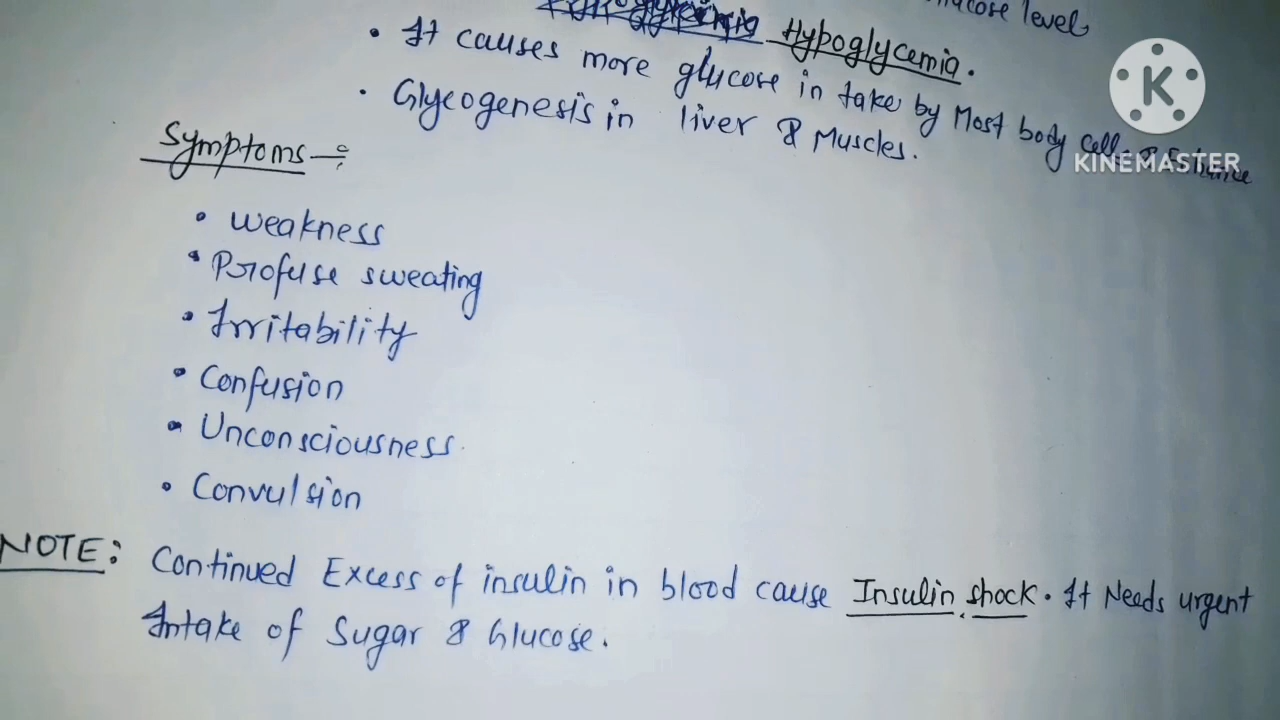 glucose level
Hypoglycemia.
• It causes more glucose in take by Most body cell
• Glycogenesis in liver & Muscles.
K
KINEMASTER
Symptoms -:
• Weakness
• Profuse sweating
• Irritability
• Confusion
• Unconsciousness
• Convulsion
NOTE: Continued Excess of insulin in blood cause Insulin shock. It Needs urgent
Intake of Sugar & Glucose.